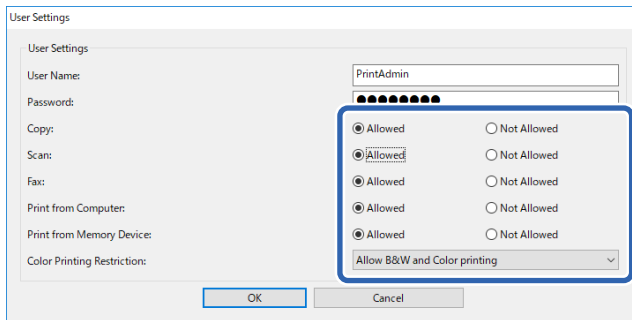 User Settings
User Settings
User Name: PrintAdmin
Password: ●●●●●●●●
Copy: Allowed Not Allowed
Scan: Allowed Not Allowed
Fax: Allowed Not Allowed
Print from Computer: Allowed Not Allowed
Print from Memory Device: Allowed Not Allowed
Color Printing Restriction: Allow B&W and Color printing
OK Cancel